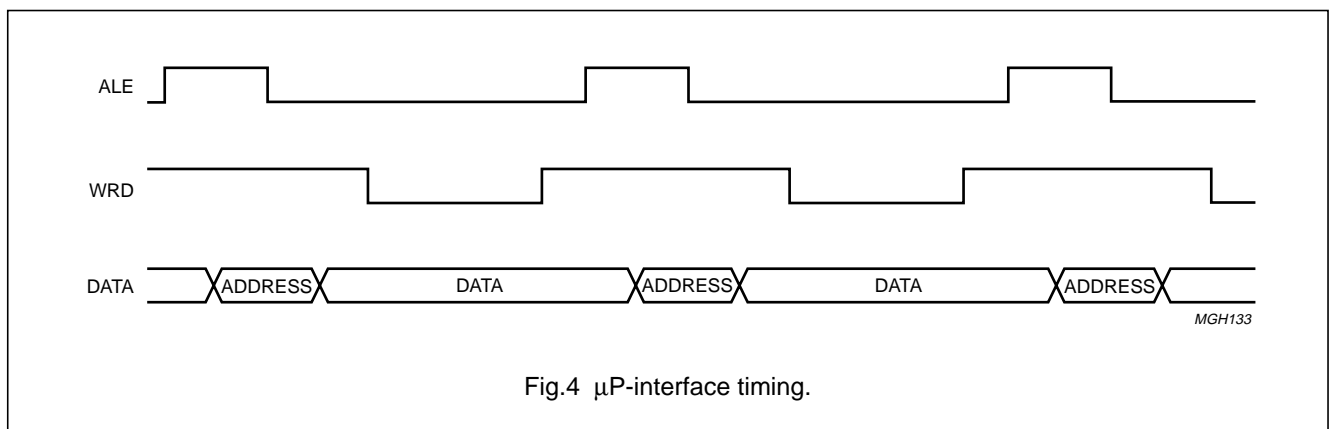 ALE
WRD
DATA ADDRESS DATA ADDRESS DATA ADDRESS
MGH133
Fig.4 μP-interface timing.